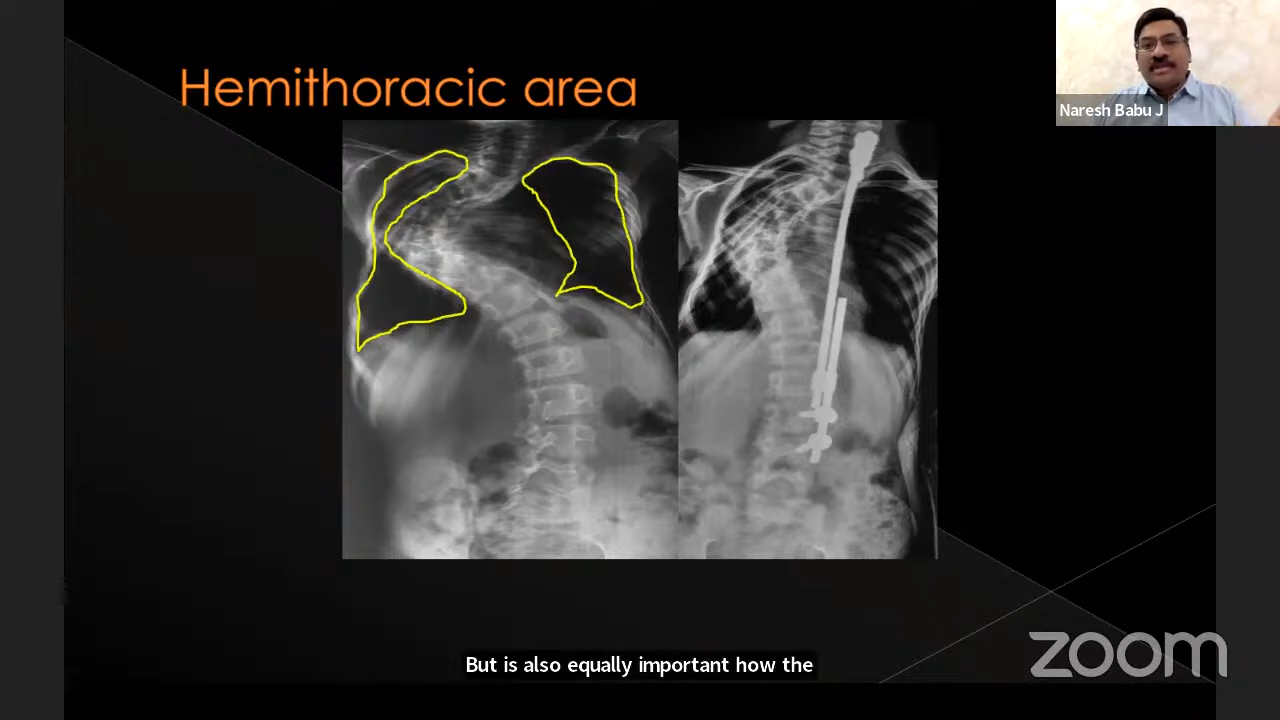 Hemithoracic area
Naresh Babu J
But is also equally important how the
zoom